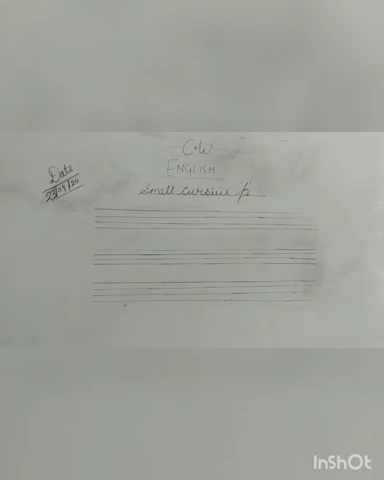 C.W
ENGLISH
Date
23/09/20
Small cursive 'p'
InShOt